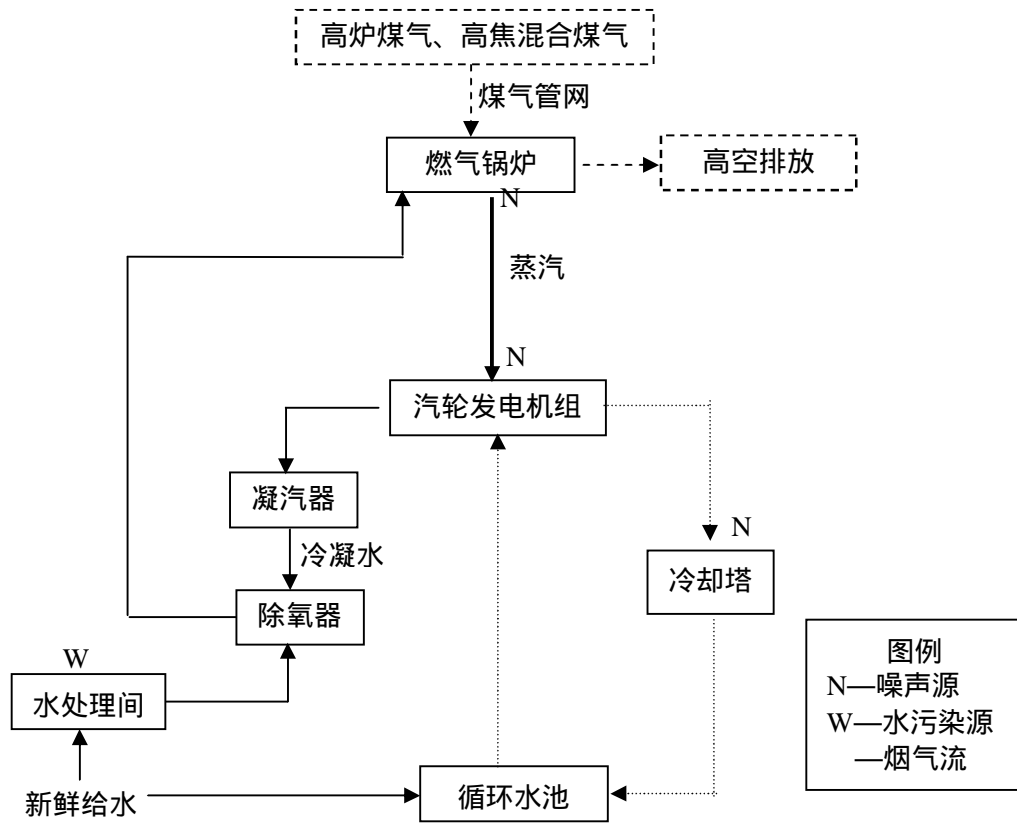 高炉煤气、高焦混合煤气
煤气管网
燃气锅炉
高空排放
N
蒸汽
N
汽轮发电机组
凝汽器
N
冷凝水
冷却塔
除氧器
W
水处理间
图例
N—噪声源
W—水污染源
—烟气流
新鲜给水
循环水池